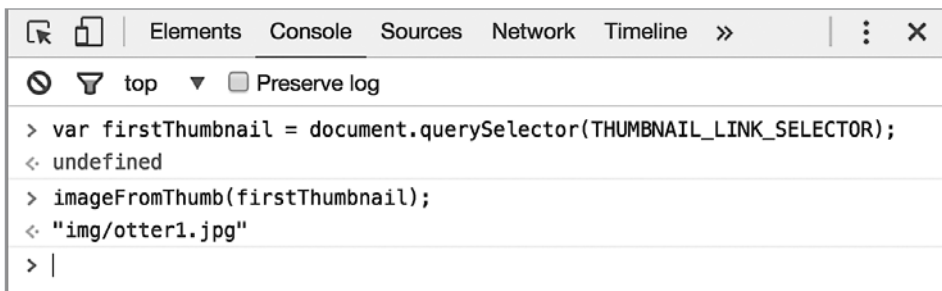 Elements Console Sources Network Timeline »
top ▼ Preserve log
> var firstThumbnail = document.querySelector(THUMBNAIL_LINK_SELECTOR);
<· undefined
> imageFromThumb(firstThumbnail);
<· "img/otter1.jpg"
>